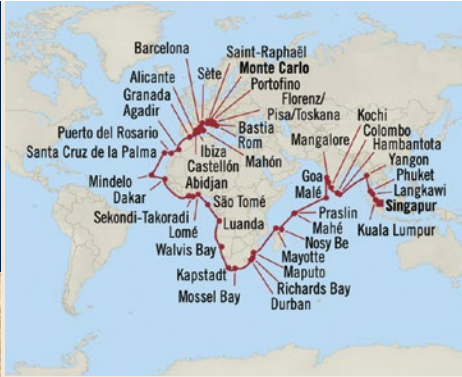 Barcelona
Saint-Raphaël
Alicante
Sète
Monte Carlo
Granada
Portofino
Agadir
Florenz/
Pisa/Toskana
Kochi
Puerto del Rosario
Bastia
Mangalore
Colombo
Rom
Hambantota
Santa Cruz de la Palma
Ibiza
Mahón
Yangon
Castellón
Goa
Phuket
Mindelo
Abidjan
Malé
Langkawi
Dakar
São Tomé
Singapur
Sekondi-Takoradi
Praslin
Lomé
Luanda
Mahé
Kuala Lumpur
Walvis Bay
Nosy Be
Mayotte
Kapstadt
Maputo
Mossel Bay
Richards Bay
Durban